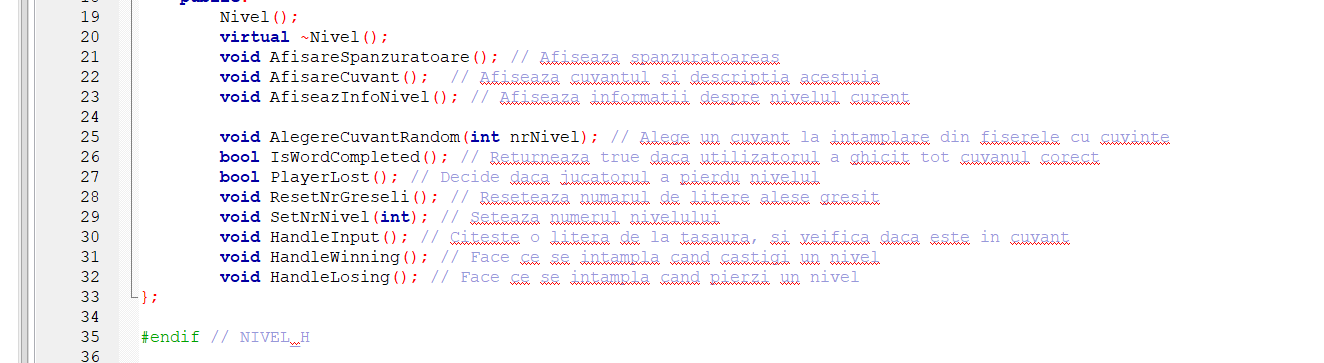 18 public:
19 Nivel();
20 virtual ~Nivel();
21 void AfisareSpanzuratoare(); // Afiseaza spanzuratoareas
22 void AfisareCuvant();  // Afiseaza cuvantul si descriptia acestuia
23 void AfiseazInfoNivel(); // Afiseaza informatii despre nivelul curent
24
25 void AlegereCuvantRandom(int nrNivel); // Alege un cuvant la intamplare din fiserele cu cuvinte
26 bool IsWordCompleted(); // Returneaza true daca utilizatorul a ghicit tot cuvanul corect
27 bool PlayerLost(); // Decide daca jucatorul a pierdu nivelul
28 void ResetNrGreseli(); // Reseteaza numarul de litere alese gresit
29 void SetNrNivel(int); // Seteaza numerul nivelului
30 void HandleInput(); // Citeste o litera de la tasaura, si veifica daca este in cuvant
31 void HandleWinning(); // Face ce se intampla cand castigi un nivel
32 void HandleLosing(); // Face ce se intampla cand pierzi un nivel
33 };
34
35 #endif // NIVEL_H
36